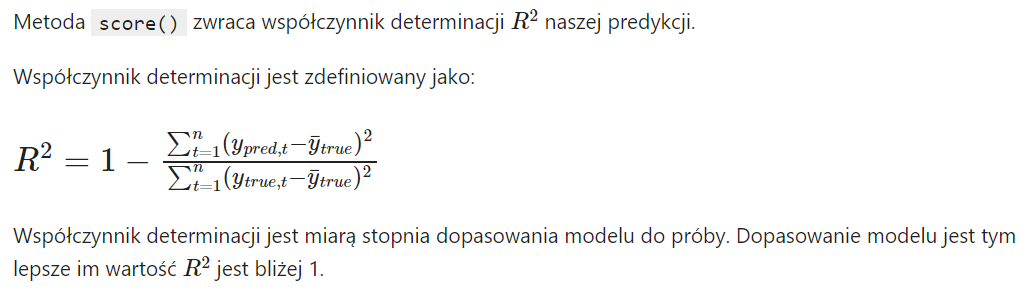 Metoda score() zwraca współczynnik determinacji $R^2$ naszej predykcji.
Współczynnik determinacji jest zdefiniowany jako:
$R^2 = 1 - \frac{\sum_{t=1}^{n}(y_{pred,t} - \bar{y}_{true})^2}{\sum_{t=1}^{n}(y_{true,t} - \bar{y}_{true})^2}$
Współczynnik determinacji jest miarą stopnia dopasowania modelu do próby. Dopasowanie modelu jest tym
lepsze im wartość $R^2$ jest bliżej 1.